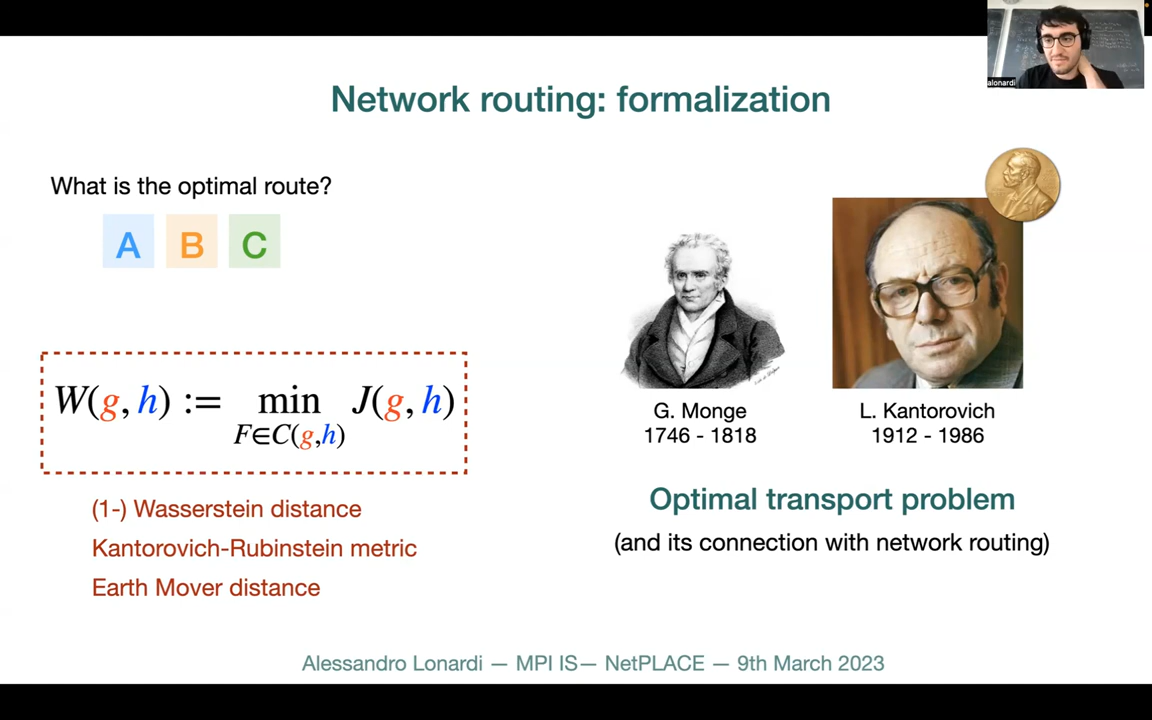 alonardi
Network routing: formalization
What is the optimal route?
A B C
W(g, h) := min J(g, h)
F∈C(g,h)
(1-) Wasserstein distance
Kantorovich-Rubinstein metric
Earth Mover distance
G. Monge
1746 - 1818
L. Kantorovich
1912 - 1986
Optimal transport problem
(and its connection with network routing)
Alessandro Lonardi — MPI IS— NetPLACE — 9th March 2023